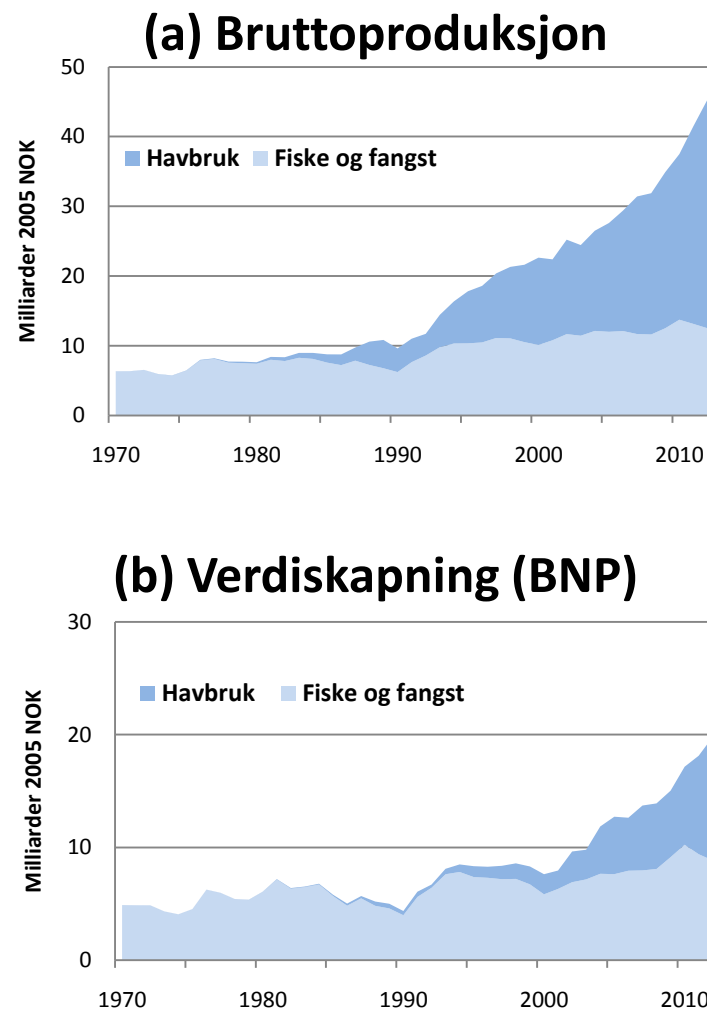 (a) Bruttoproduksjon
50
40
30
20
10
0
Milliarder 2005 NOK
Havbruk Fiske og fangst
1970 1980 1990 2000 2010
(b) Verdiskapning (BNP)
30
20
10
0
Milliarder 2005 NOK
Havbruk Fiske og fangst
1970 1980 1990 2000 2010